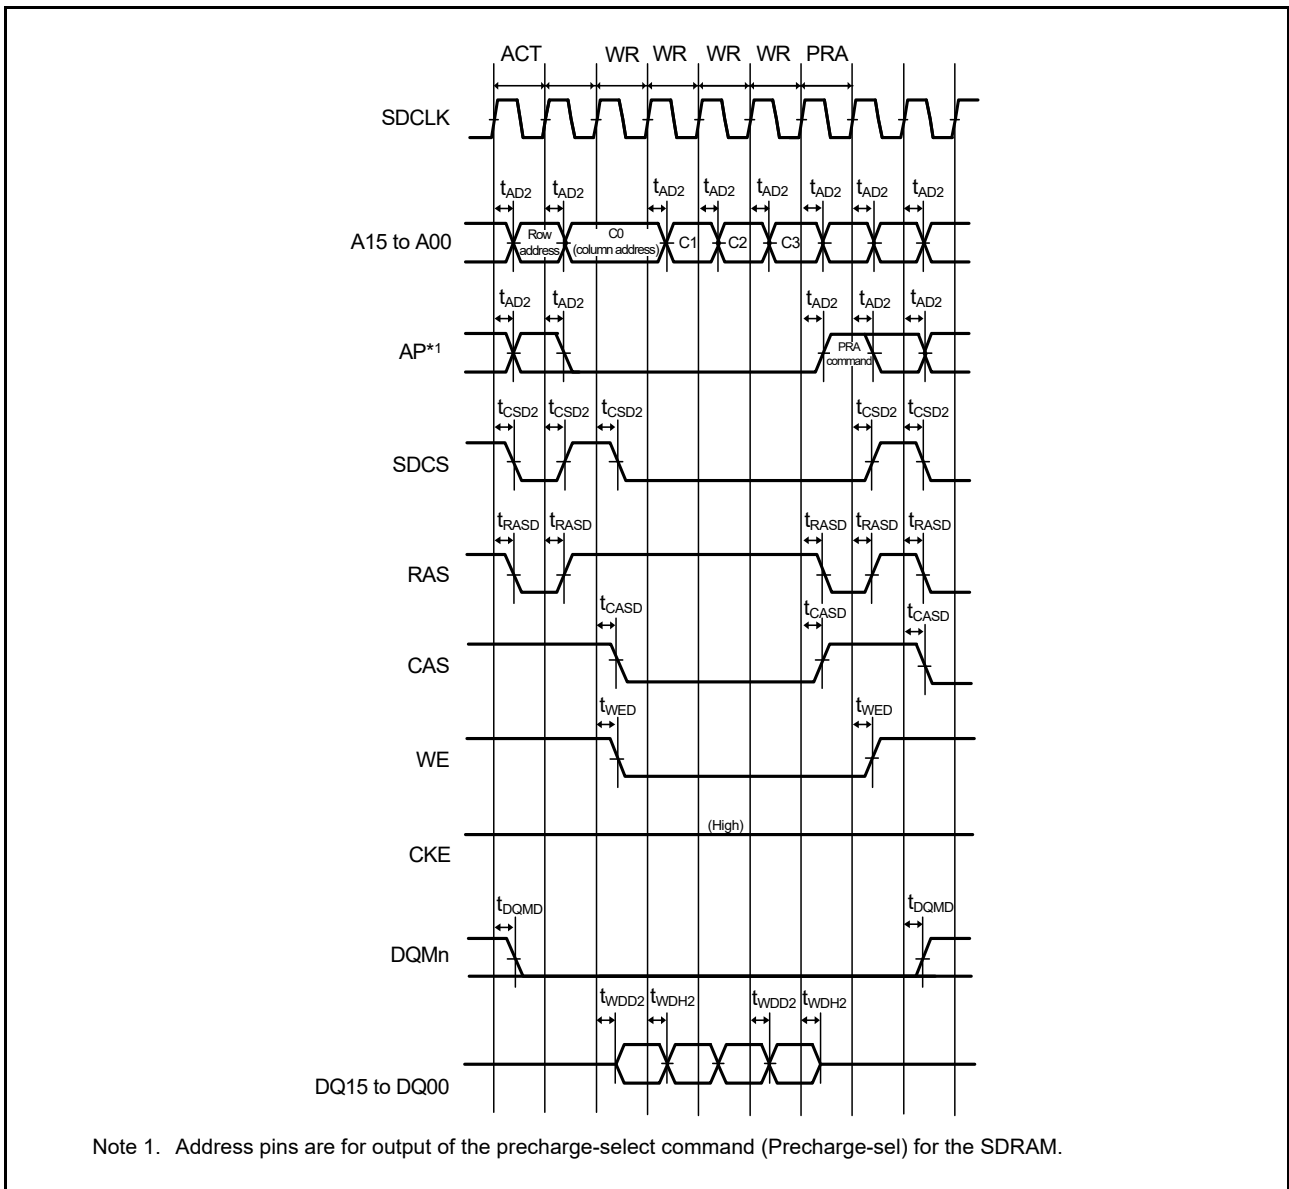 ACT WR WR WR WR PRA
SDCLK
tAD2 tAD2 tAD2 tAD2 tAD2 tAD2 tAD2 tAD2
A15 to A00
Row address
C0 (column address)
C1 C2 C3
tAD2 tAD2 tAD2 tAD2 tAD2
AP*1
PRA command
tCSD2 tCSD2 tCSD2 tCSD2 tCSD2
SDCS
tRASD tRASD tRASD tRASD tRASD
RAS
tCASD tCASD tCASD
CAS
tWED tWED
WE
(High)
CKE
tDQMD tDQMD
DQMn
tWDD2 tWDH2 tWDD2 tWDH2
DQ15 to DQ00
Note 1. Address pins are for output of the precharge-select command (Precharge-sel) for the SDRAM.